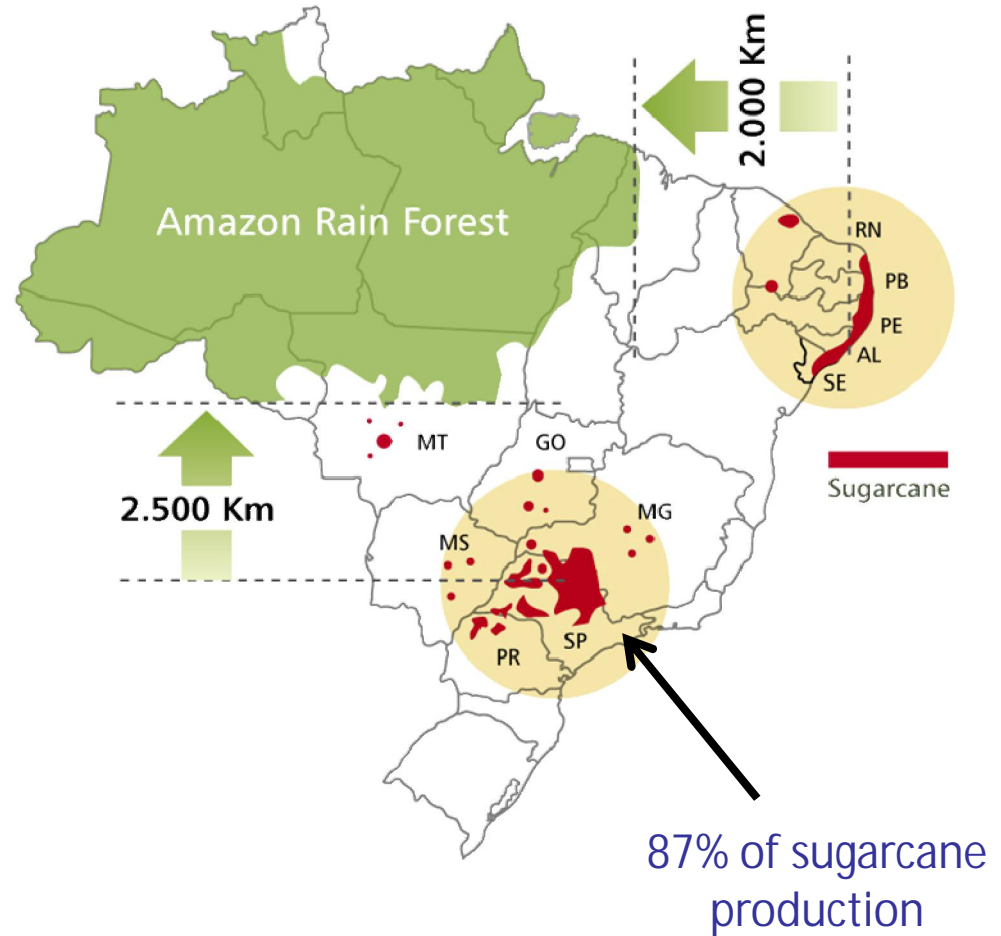 2.000 Km
Amazon Rain Forest
RN
PB
PE
AL
SE
MT
GO
Sugarcane
2.500 Km
MG
MS
SP
PR
87% of sugarcane
production